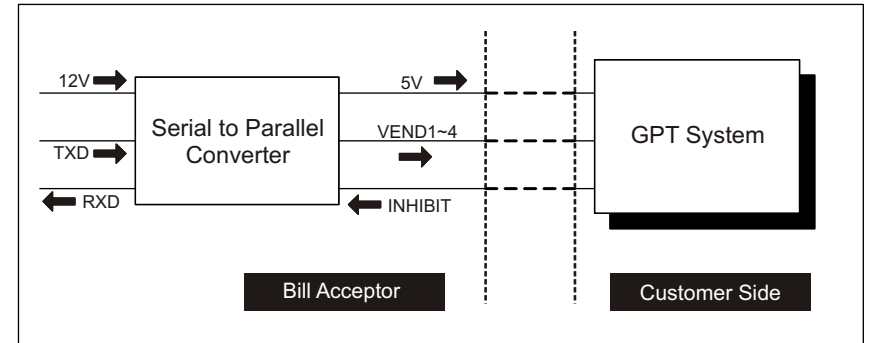 12V
5V
Serial to Parallel
Converter
VEND1~4
GPT System
TXD
RXD
INHIBIT
Bill Acceptor
Customer Side